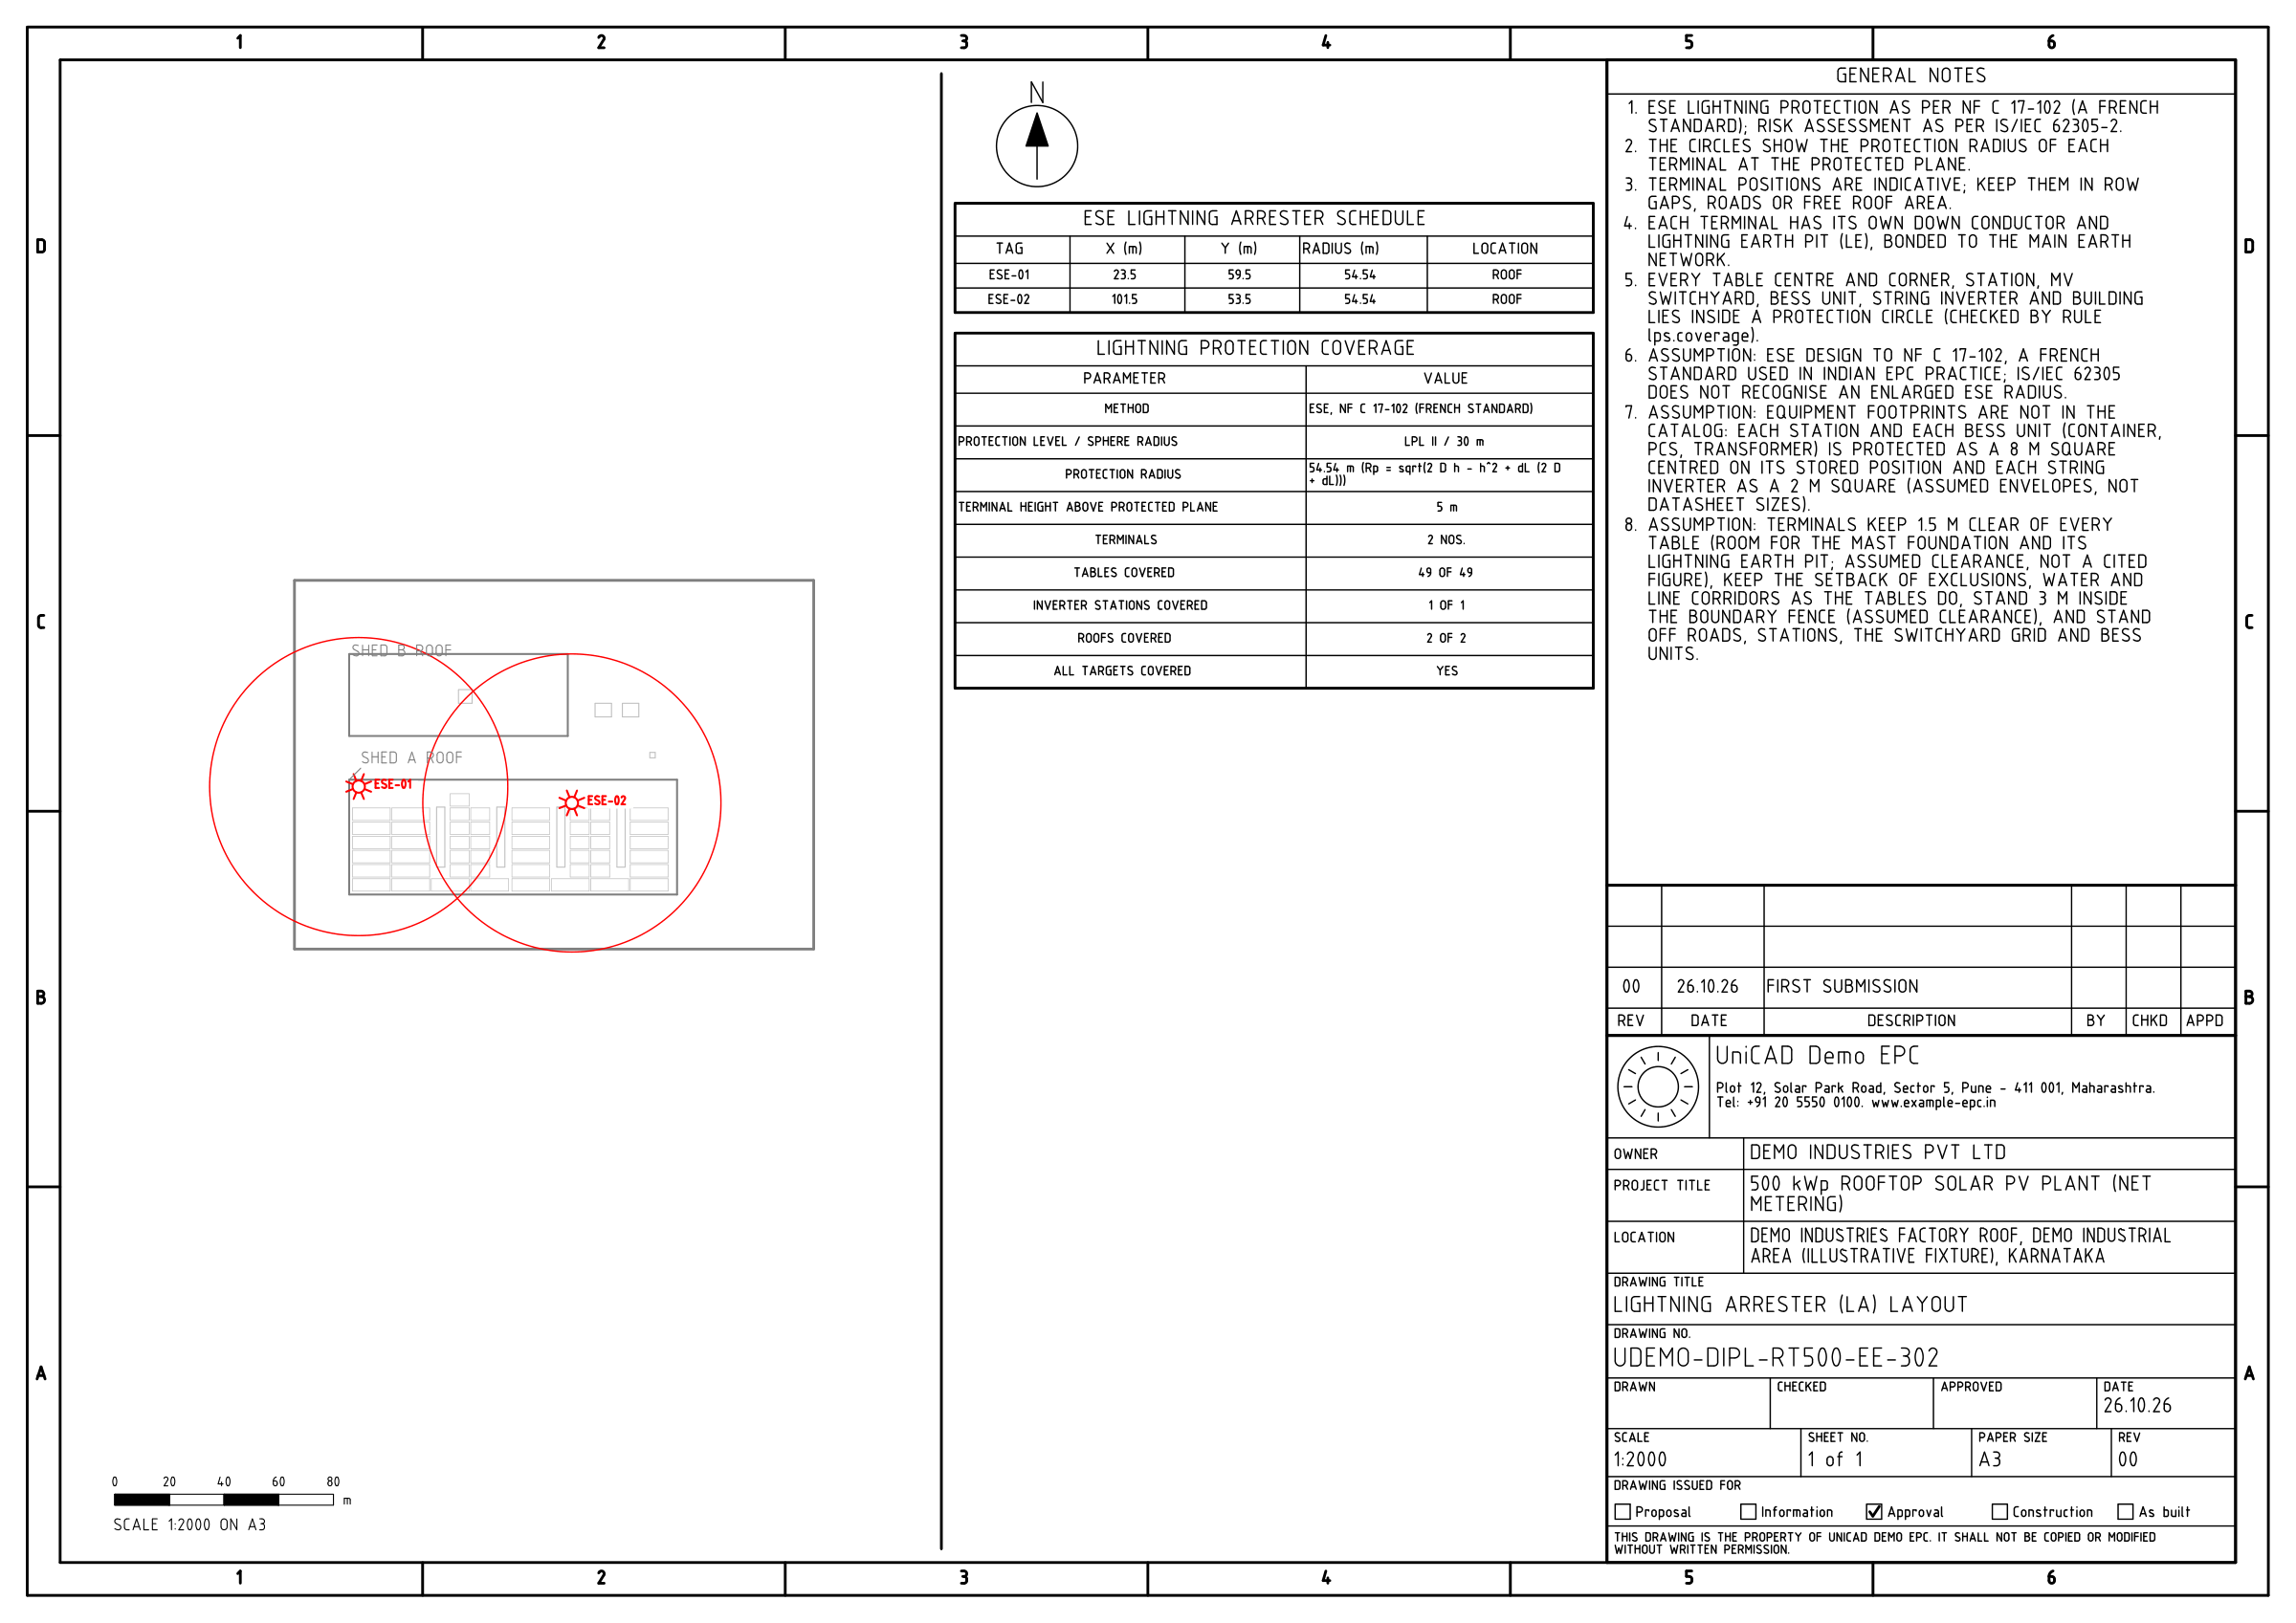 1 2 3 4 5 6
D
C
B
A
N
ESE LIGHTNING ARRESTER SCHEDULE
TAG X (m) Y (m) RADIUS (m) LOCATION
ESE-01 23.5 59.5 54.54 ROOF
ESE-02 101.5 53.5 54.54 ROOF
LIGHTNING PROTECTION COVERAGE
PARAMETER VALUE
METHOD ESE, NF C 17-102 (FRENCH STANDARD)
PROTECTION LEVEL / SPHERE RADIUS LPL II / 30 m
PROTECTION RADIUS 54.54 m (Rp = sqrt(2 D h - h^2 + dL (2 D
+ dL)))
TERMINAL HEIGHT ABOVE PROTECTED PLANE 5 m
TERMINALS 2 NOS.
TABLES COVERED 49 OF 49
INVERTER STATIONS COVERED 1 OF 1
ROOFS COVERED 2 OF 2
ALL TARGETS COVERED YES
SHED B ROOF
SHED A ROOF
ESE-01
ESE-02
0 20 40 60 80
m
SCALE 1:2000 ON A3
GENERAL NOTES
1. ESE LIGHTNING PROTECTION AS PER NF C 17-102 (A FRENCH
STANDARD); RISK ASSESSMENT AS PER IS/IEC 62305-2.
2. THE CIRCLES SHOW THE PROTECTION RADIUS OF EACH
TERMINAL AT THE PROTECTED PLANE.
3. TERMINAL POSITIONS ARE INDICATIVE; KEEP THEM IN ROW
GAPS, ROADS OR FREE ROOF AREA.
4. EACH TERMINAL HAS ITS OWN DOWN CONDUCTOR AND
LIGHTNING EARTH PIT (LE), BONDED TO THE MAIN EARTH
NETWORK.
5. EVERY TABLE CENTRE AND CORNER, STATION, MV
SWITCHYARD, BESS UNIT, STRING INVERTER AND BUILDING
LIES INSIDE A PROTECTION CIRCLE (CHECKED BY RULE
lps.coverage).
6. ASSUMPTION: ESE DESIGN TO NF C 17-102, A FRENCH
STANDARD USED IN INDIAN EPC PRACTICE; IS/IEC 62305
DOES NOT RECOGNISE AN ENLARGED ESE RADIUS.
7. ASSUMPTION: EQUIPMENT FOOTPRINTS ARE NOT IN THE
CATALOG: EACH STATION AND EACH BESS UNIT (CONTAINER,
PCS, TRANSFORMER) IS PROTECTED AS A 8 M SQUARE
CENTRED ON ITS STORED POSITION AND EACH STRING
INVERTER AS A 2 M SQUARE (ASSUMED ENVELOPES, NOT
DATASHEET SIZES).
8. ASSUMPTION: TERMINALS KEEP 1.5 M CLEAR OF EVERY
TABLE (ROOM FOR THE MAST FOUNDATION AND ITS
LIGHTNING EARTH PIT; ASSUMED CLEARANCE, NOT A CITED
FIGURE), KEEP THE SETBACK OF EXCLUSIONS, WATER AND
LINE CORRIDORS AS THE TABLES DO, STAND 3 M INSIDE
THE BOUNDARY FENCE (ASSUMED CLEARANCE), AND STAND
OFF ROADS, STATIONS, THE SWITCHYARD GRID AND BESS
UNITS.
00 26.10.26 FIRST SUBMISSION
REV DATE DESCRIPTION BY CHKD APPD
UniCAD Demo EPC
Plot 12, Solar Park Road, Sector 5, Pune - 411 001, Maharashtra.
Tel: +91 20 5550 0100. www.example-epc.in
OWNER DEMO INDUSTRIES PVT LTD
PROJECT TITLE 500 kWp ROOFTOP SOLAR PV PLANT (NET
METERING)
LOCATION DEMO INDUSTRIES FACTORY ROOF, DEMO INDUSTRIAL
AREA (ILLUSTRATIVE FIXTURE), KARNATAKA
DRAWING TITLE
LIGHTNING ARRESTER (LA) LAYOUT
DRAWING NO.
UDEMO-DIPL-RT500-EE-302
DRAWN CHECKED APPROVED DATE
26.10.26
SCALE SHEET NO. PAPER SIZE REV
1:2000 1 of 1 A3 00
DRAWING ISSUED FOR
Proposal Information Approval Construction As built
THIS DRAWING IS THE PROPERTY OF UNICAD DEMO EPC. IT SHALL NOT BE COPIED OR MODIFIED
WITHOUT WRITTEN PERMISSION.
D
C
B
A
1 2 3 4 5 6